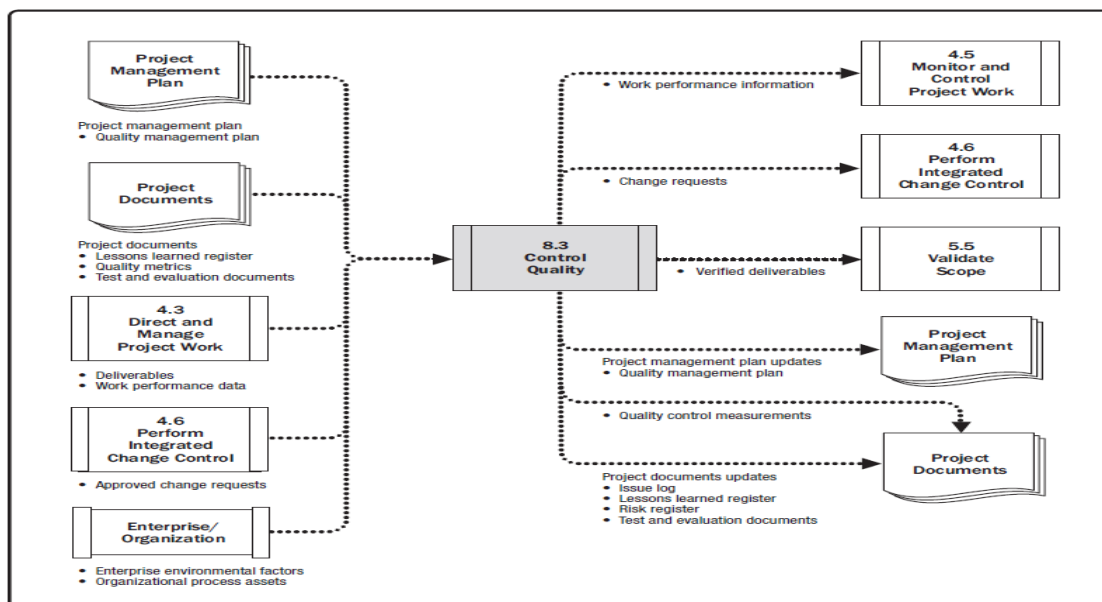 Project
Management
Plan
Project management plan
• Quality management plan
Project
Documents
Project documents
• Lessons learned register
• Quality metrics
• Test and evaluation documents
4.3
Direct and
Manage
Project Work
• Deliverables
• Work performance data
4.6
Perform
Integrated
Change Control
• Approved change requests
Enterprise/
Organization
• Enterprise environmental factors
• Organizational process assets
8.3
Control
Quality
• Work performance information
4.5
Monitor and
Control
Project Work
• Change requests
4.6
Perform
Integrated
Change Control
• Verified deliverables
5.5
Validate
Scope
Project management plan updates
• Quality management plan
Project
Management
Plan
• Quality control measurements
Project documents updates
• Issue log
• Lessons learned register
• Risk register
• Test and evaluation documents
Project
Documents